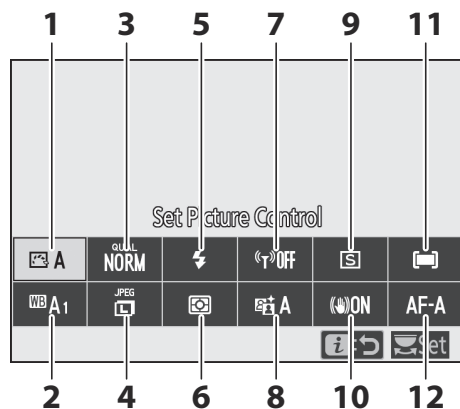 1 3 5 7 9 11
Set Picture Control
A QUAL NORM OFF S
WB A1 JPEG L A ON AF-A
i Set
2 4 6 8 10 12